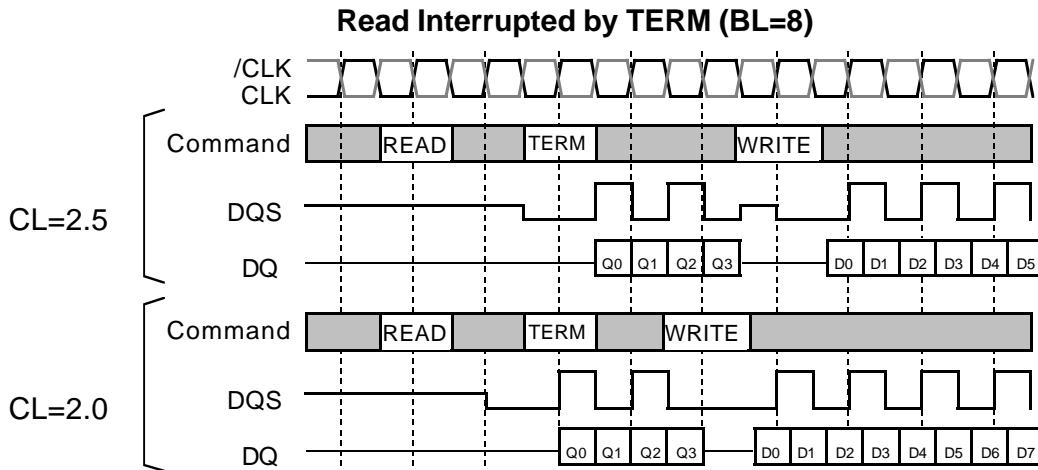 Read Interrupted by TERM (BL=8)
/CLK
CLK
Command READ TERM WRITE
CL=2.5
DQS
DQ Q0 Q1 Q2 Q3 D0 D1 D2 D3 D4 D5
Command READ TERM WRITE
CL=2.0
DQS
DQ Q0 Q1 Q2 Q3 D0 D1 D2 D3 D4 D5 D6 D7